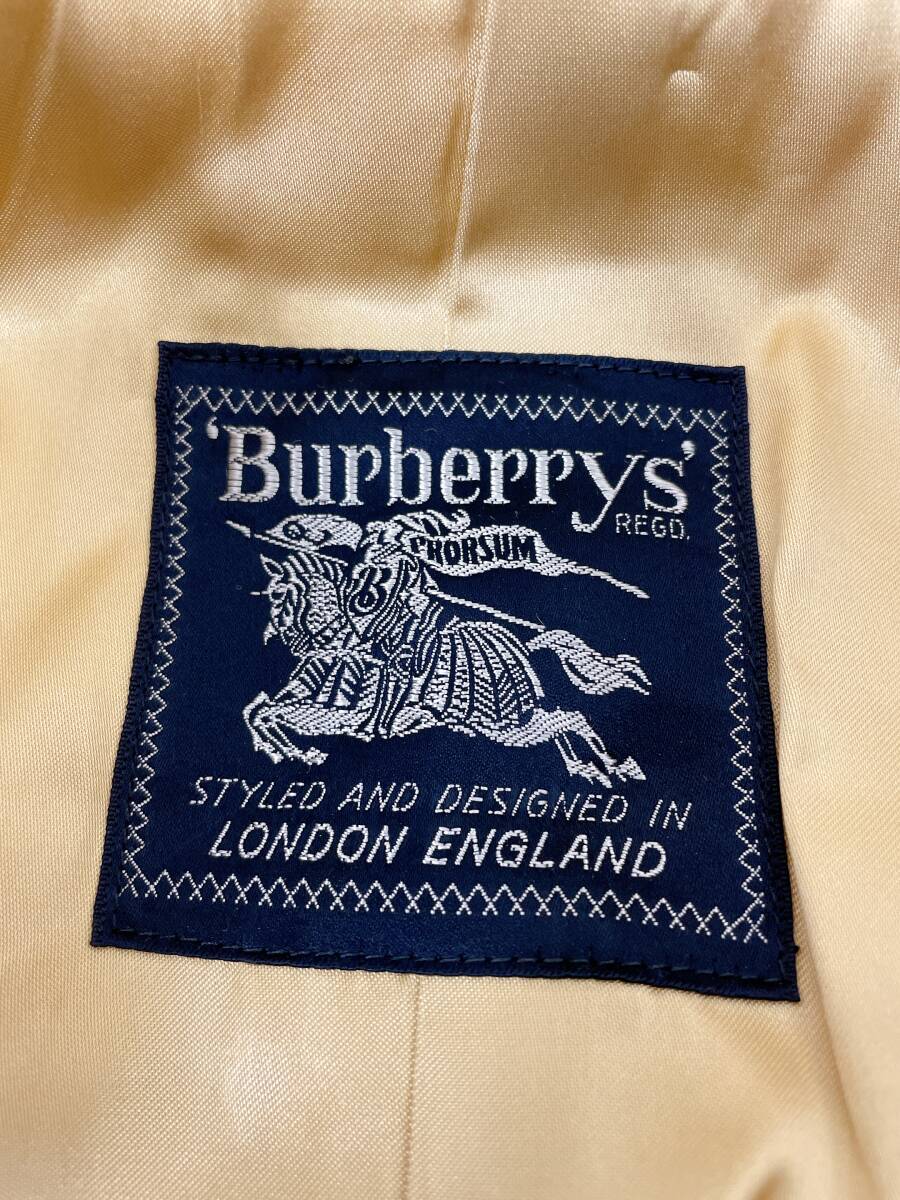 'Burberrys'
REGD.
PRORSUM
B
STYLED AND DESIGNED IN
LONDON ENGLAND